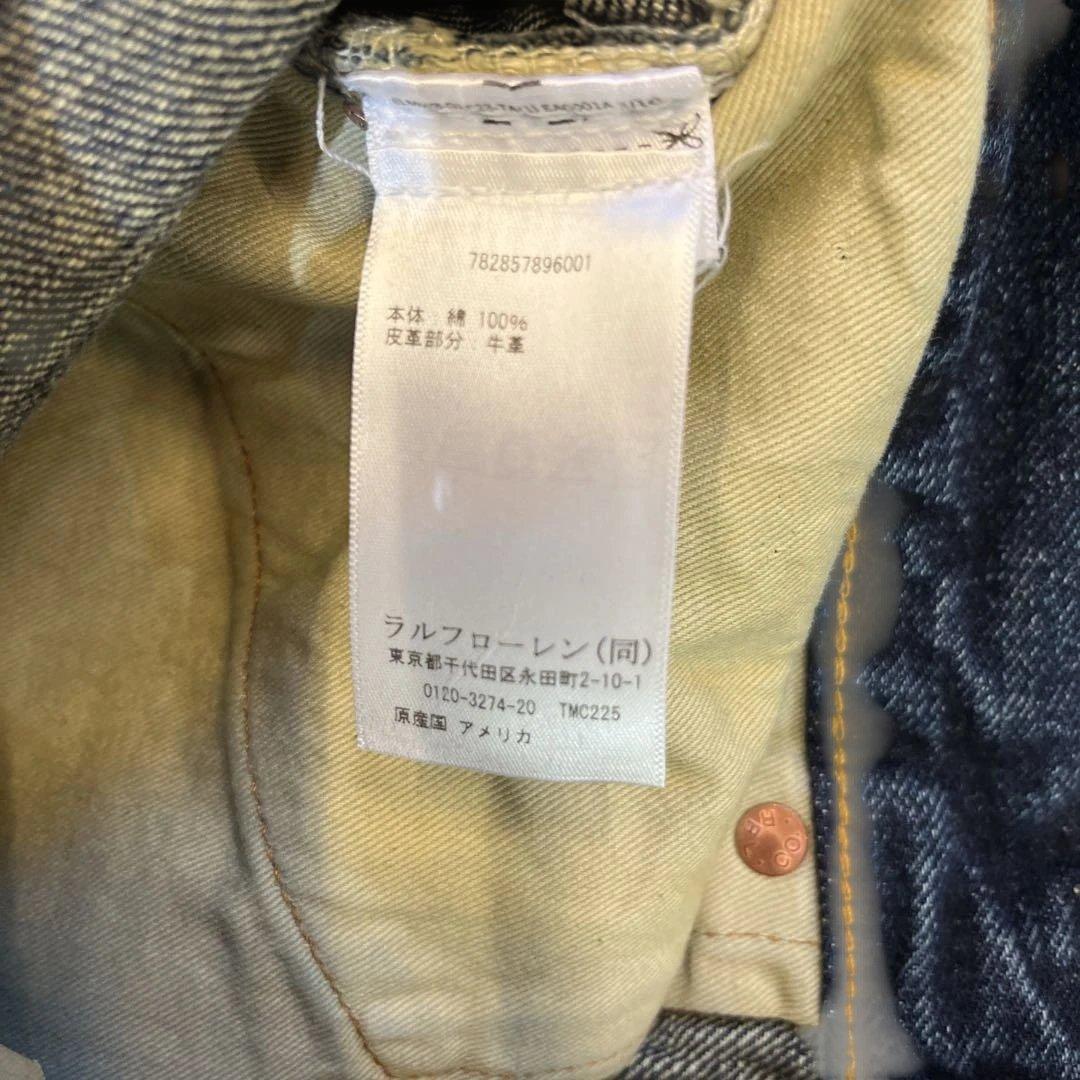 782857896001
本体：綿 100%
皮革部分：牛革
ラルフローレン(同)
東京都千代田区永田町2-10-1
0120-3274-20 TMC225
原産国 アメリカ